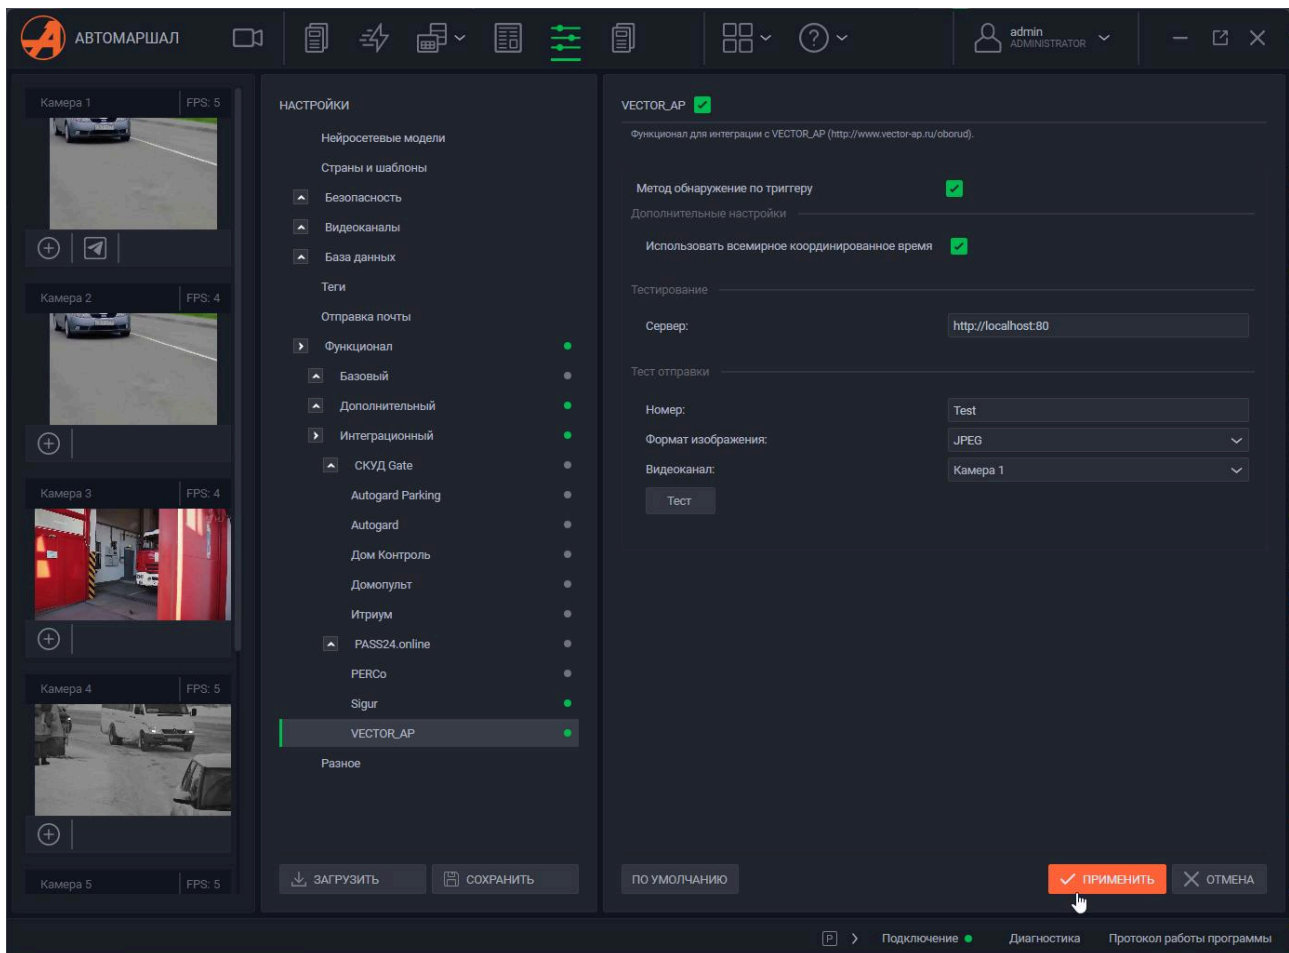 АВТОМАРШАЛ
admin
ADMINISTRATOR
Камера 1 FPS: 5
Камера 2 FPS: 4
Камера 3 FPS: 4
Камера 4 FPS: 5
Камера 5 FPS: 5
НАСТРОЙКИ
Нейросетевые модели
Страны и шаблоны
Безопасность
Видеоканалы
База данных
Теги
Отправка почты
Функционал
Базовый
Дополнительный
Интеграционный
СКУД Gate
Autogard Parking
Autogard
Дом Контроль
Домопульт
Итриум
PASS24.online
PERCo
Sigur
VECTOR_AP
Разное
ЗАГРУЗИТЬ СОХРАНИТЬ
VECTOR_AP
Функционал для интеграции с VECTOR_AP (http://www.vector-ap.ru/oborud).
Метод обнаружение по триггеру
Дополнительные настройки
Использовать всемирное координированное время
Тестирование
Сервер: http://localhost:80
Тест отправки
Номер: Test
Формат изображения: JPEG
Видеоканал: Камера 1
Тест
ПО УМОЛЧАНИЮ ПРИМЕНИТЬ ОТМЕНА
P Подключение Диагностика Протокол работы программы